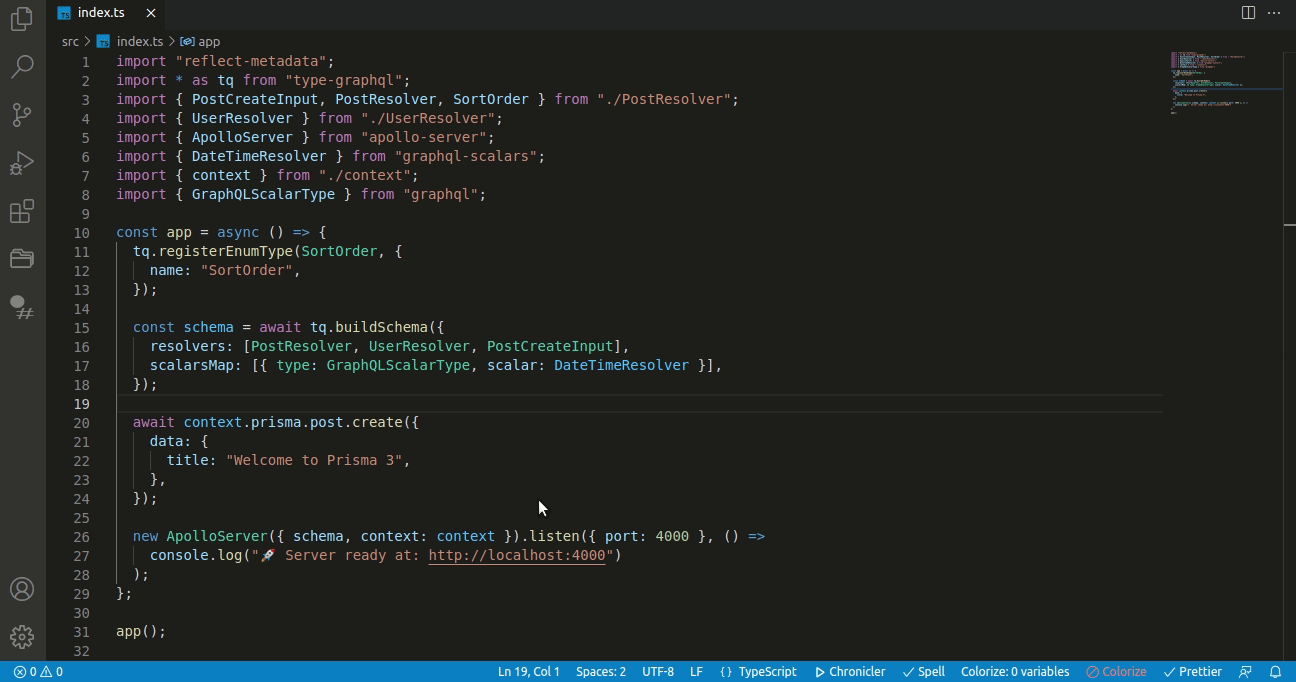 index.ts
src > index.ts > app
1 import "reflect-metadata";
2 import * as tq from "type-graphql";
3 import { PostCreateInput, PostResolver, SortOrder } from "./PostResolver";
4 import { UserResolver } from "./UserResolver";
5 import { ApolloServer } from "apollo-server";
6 import { DateTimeResolver } from "graphql-scalars";
7 import { context } from "./context";
8 import { GraphQLScalarType } from "graphql";
9
10 const app = async () => {
11   tq.registerEnumType(SortOrder, {
12     name: "SortOrder",
13   });
14
15   const schema = await tq.buildSchema({
16     resolvers: [PostResolver, UserResolver, PostCreateInput],
17     scalarsMap: [{ type: GraphQLScalarType, scalar: DateTimeResolver }],
18   });
19
20   await context.prisma.post.create({
21     data: {
22       title: "Welcome to Prisma 3",
23     },
24   });
25
26   new ApolloServer({ schema, context: context }).listen({ port: 4000 }, () =>
27     console.log("🚀 Server ready at: http://localhost:4000")
28   );
29 };
30
31 app();
32
0 0 Ln 19, Col 1 Spaces: 2 UTF-8 LF { } TypeScript Chronicler Spell Colorize: 0 variables Colorize Prettier